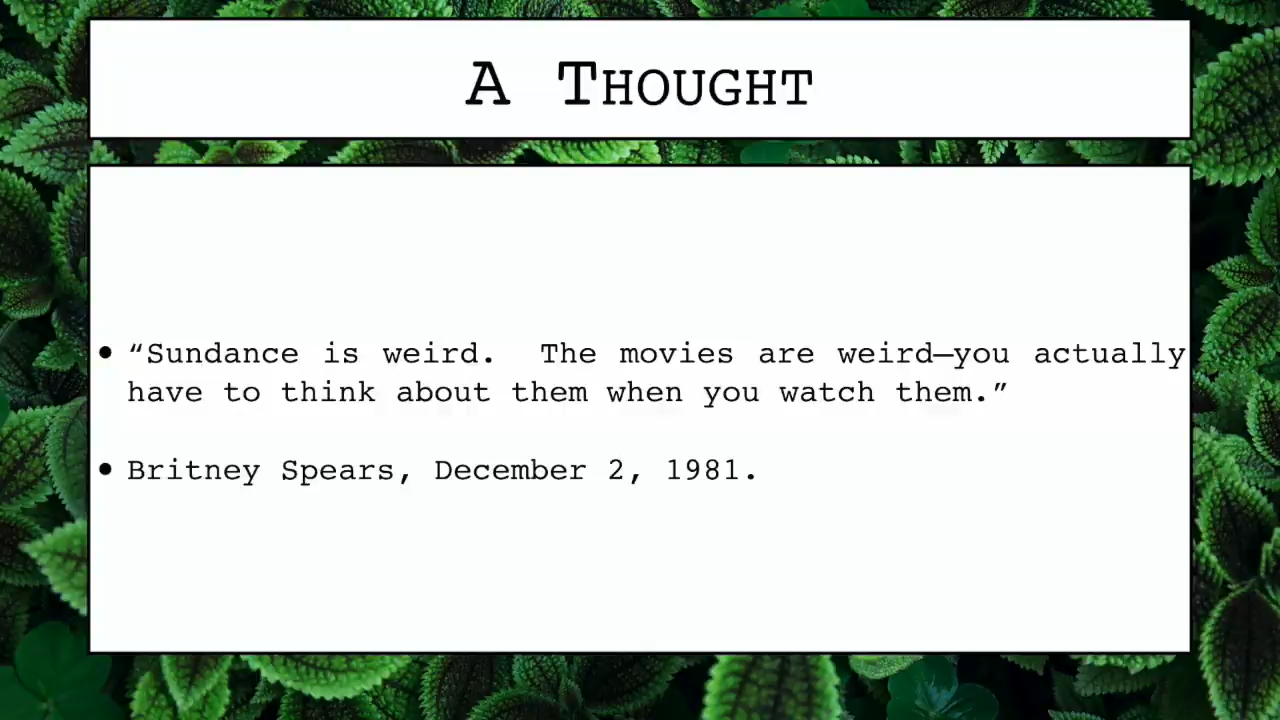 A Thought
• “Sundance is weird.  The movies are weird—you actually
have to think about them when you watch them.”
• Britney Spears, December 2, 1981.